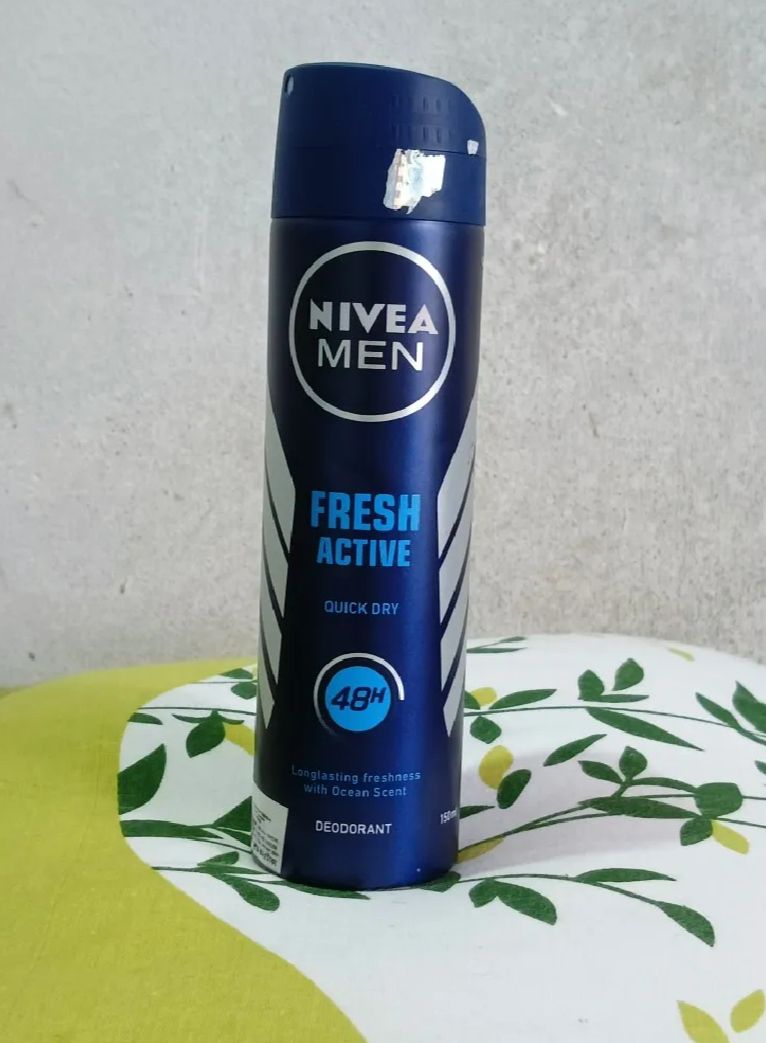 NIVEA
MEN
FRESH
ACTIVE
QUICK DRY
48H
Longlasting freshness
with Ocean Scent
DEODORANT
150ml